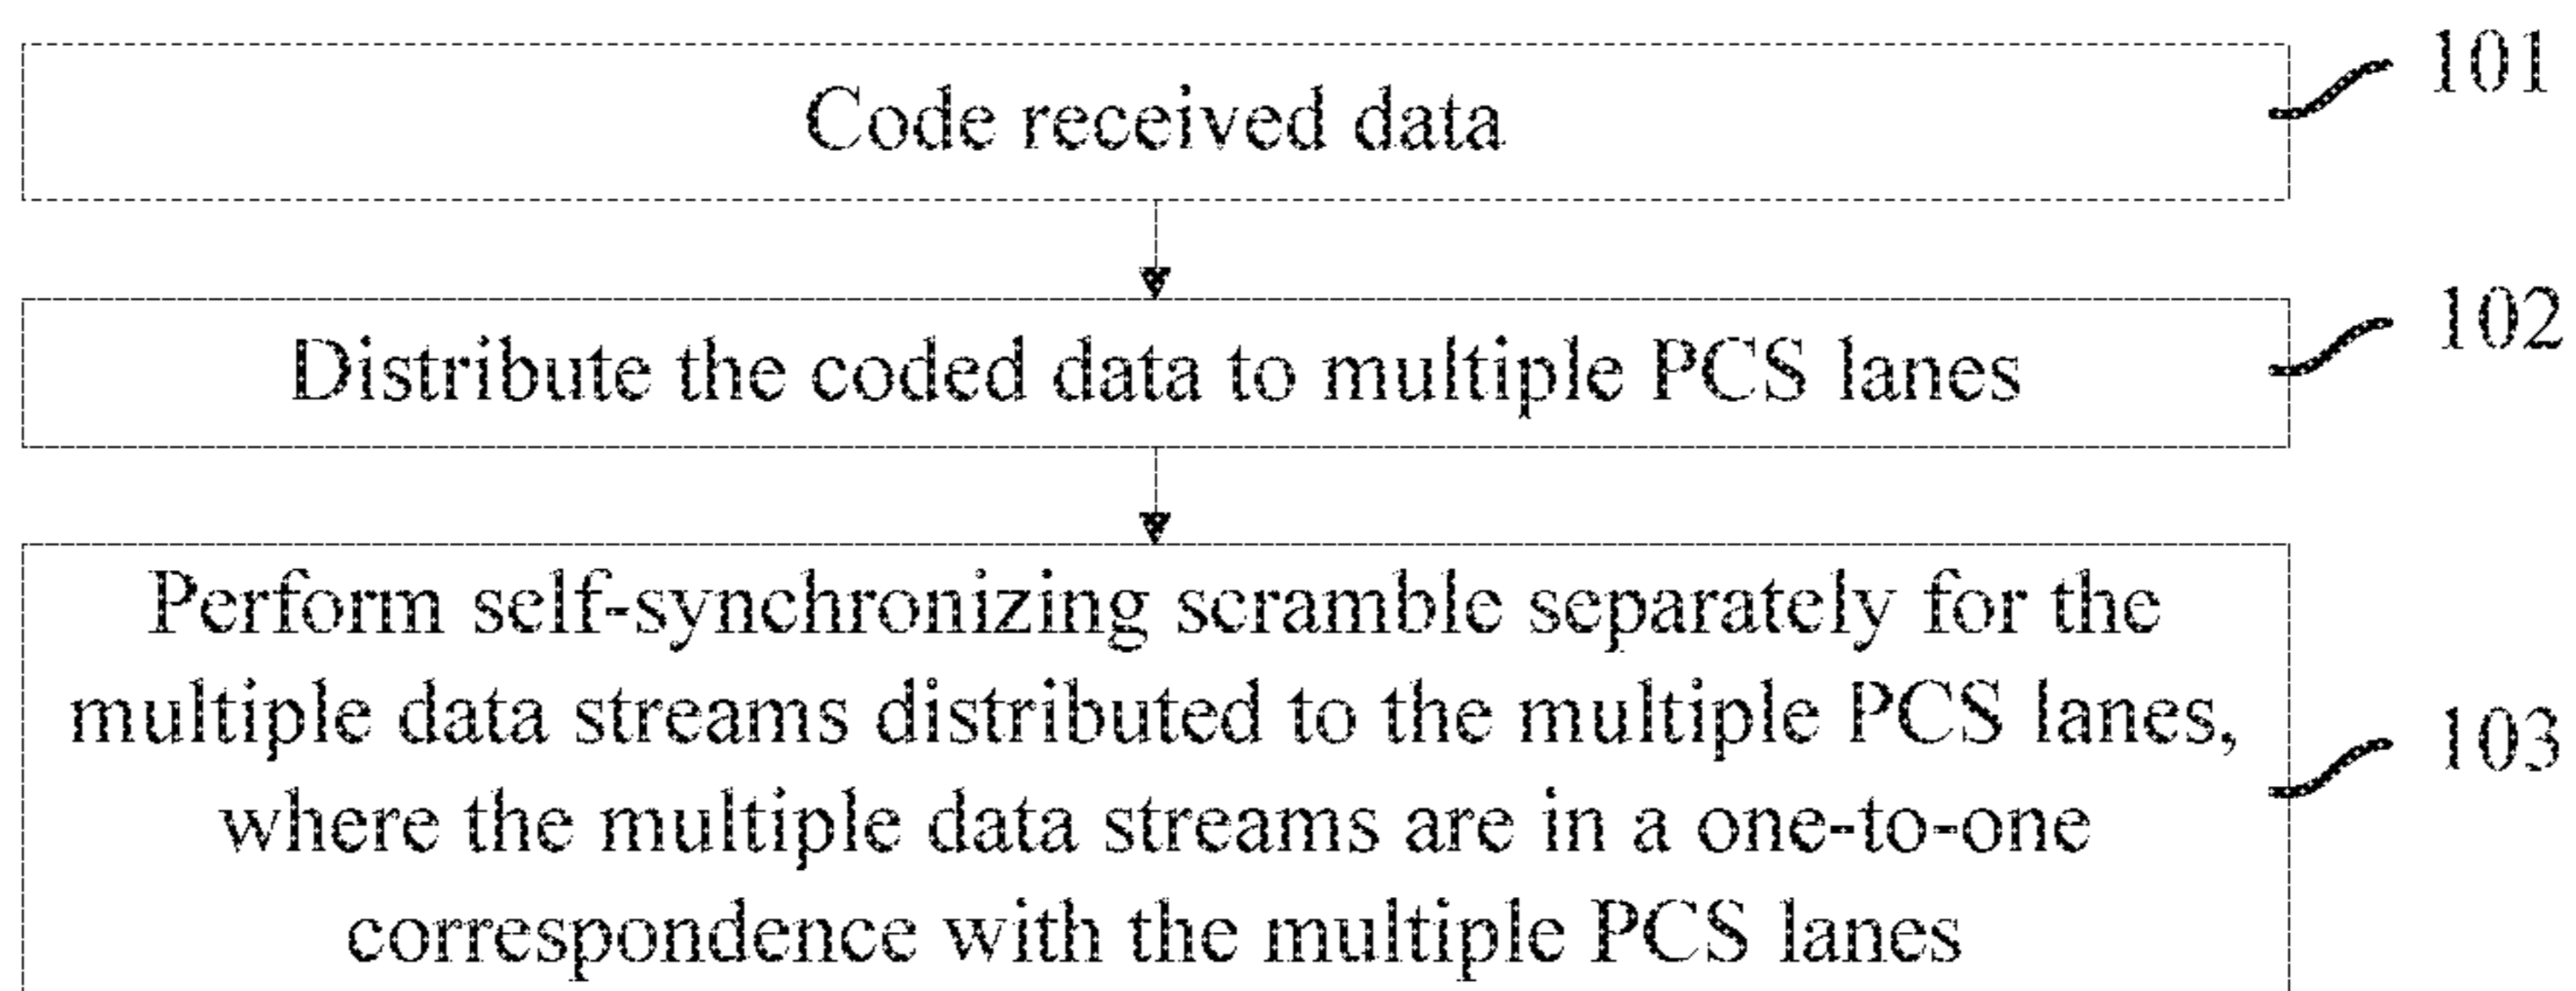 Code received data
101
Distribute the coded data to multiple PCS lanes
102
Perform self-synchronizing scramble separately for the
multiple data streams distributed to the multiple PCS lanes,
where the multiple data streams are in a one-to-one
correspondence with the multiple PCS lanes
103